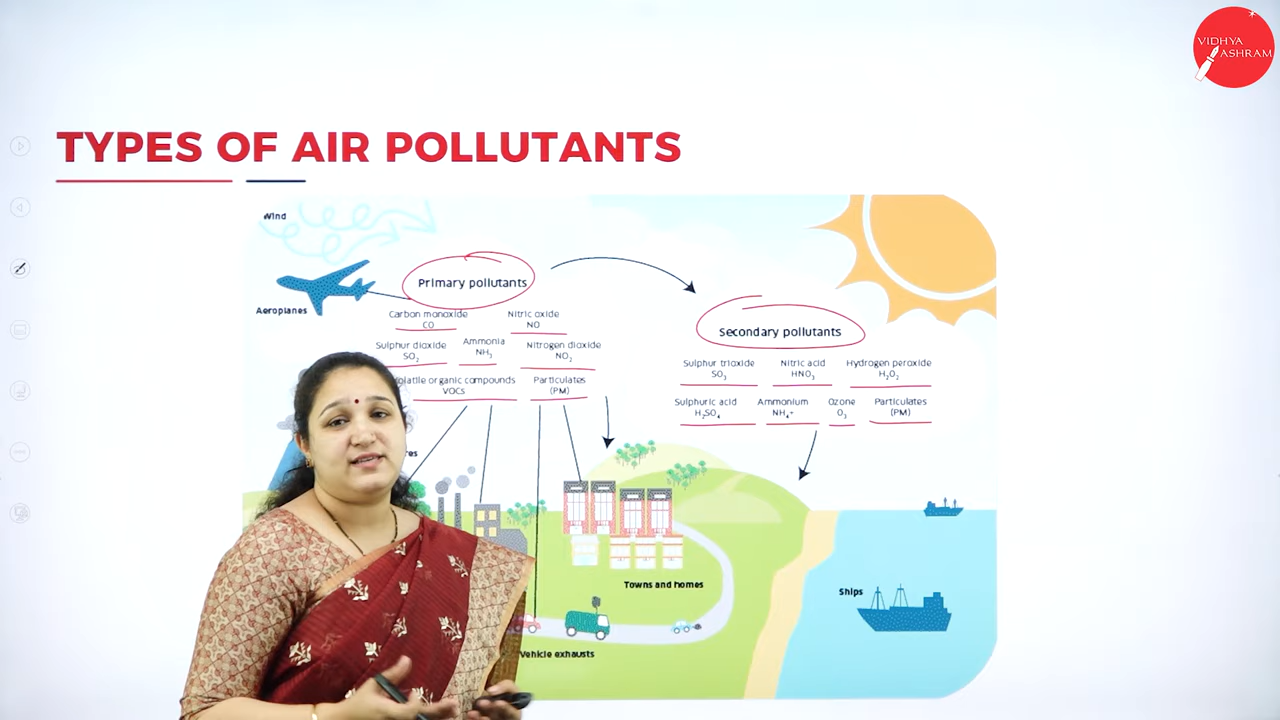 VIDHYA
ASHRAM
TYPES OF AIR POLLUTANTS
Wind
Aeroplanes
Primary pollutants
Carbon monoxide
CO
Nitric oxide
NO
Sulphur dioxide
SO₂
Ammonia
NH₃
Nitrogen dioxide
NO₂
olatile organic compounds
VOCs
Particulates
(PM)
Secondary pollutants
Sulphur trioxide
SO₃
Nitric acid
HNO₃
Hydrogen peroxide
H₂O₂
Sulphuric acid
H₂SO₄
Ammonium
NH₄+
Ozone
O₃
Particulates
(PM)
Towns and homes
Ships
Vehicle exhausts